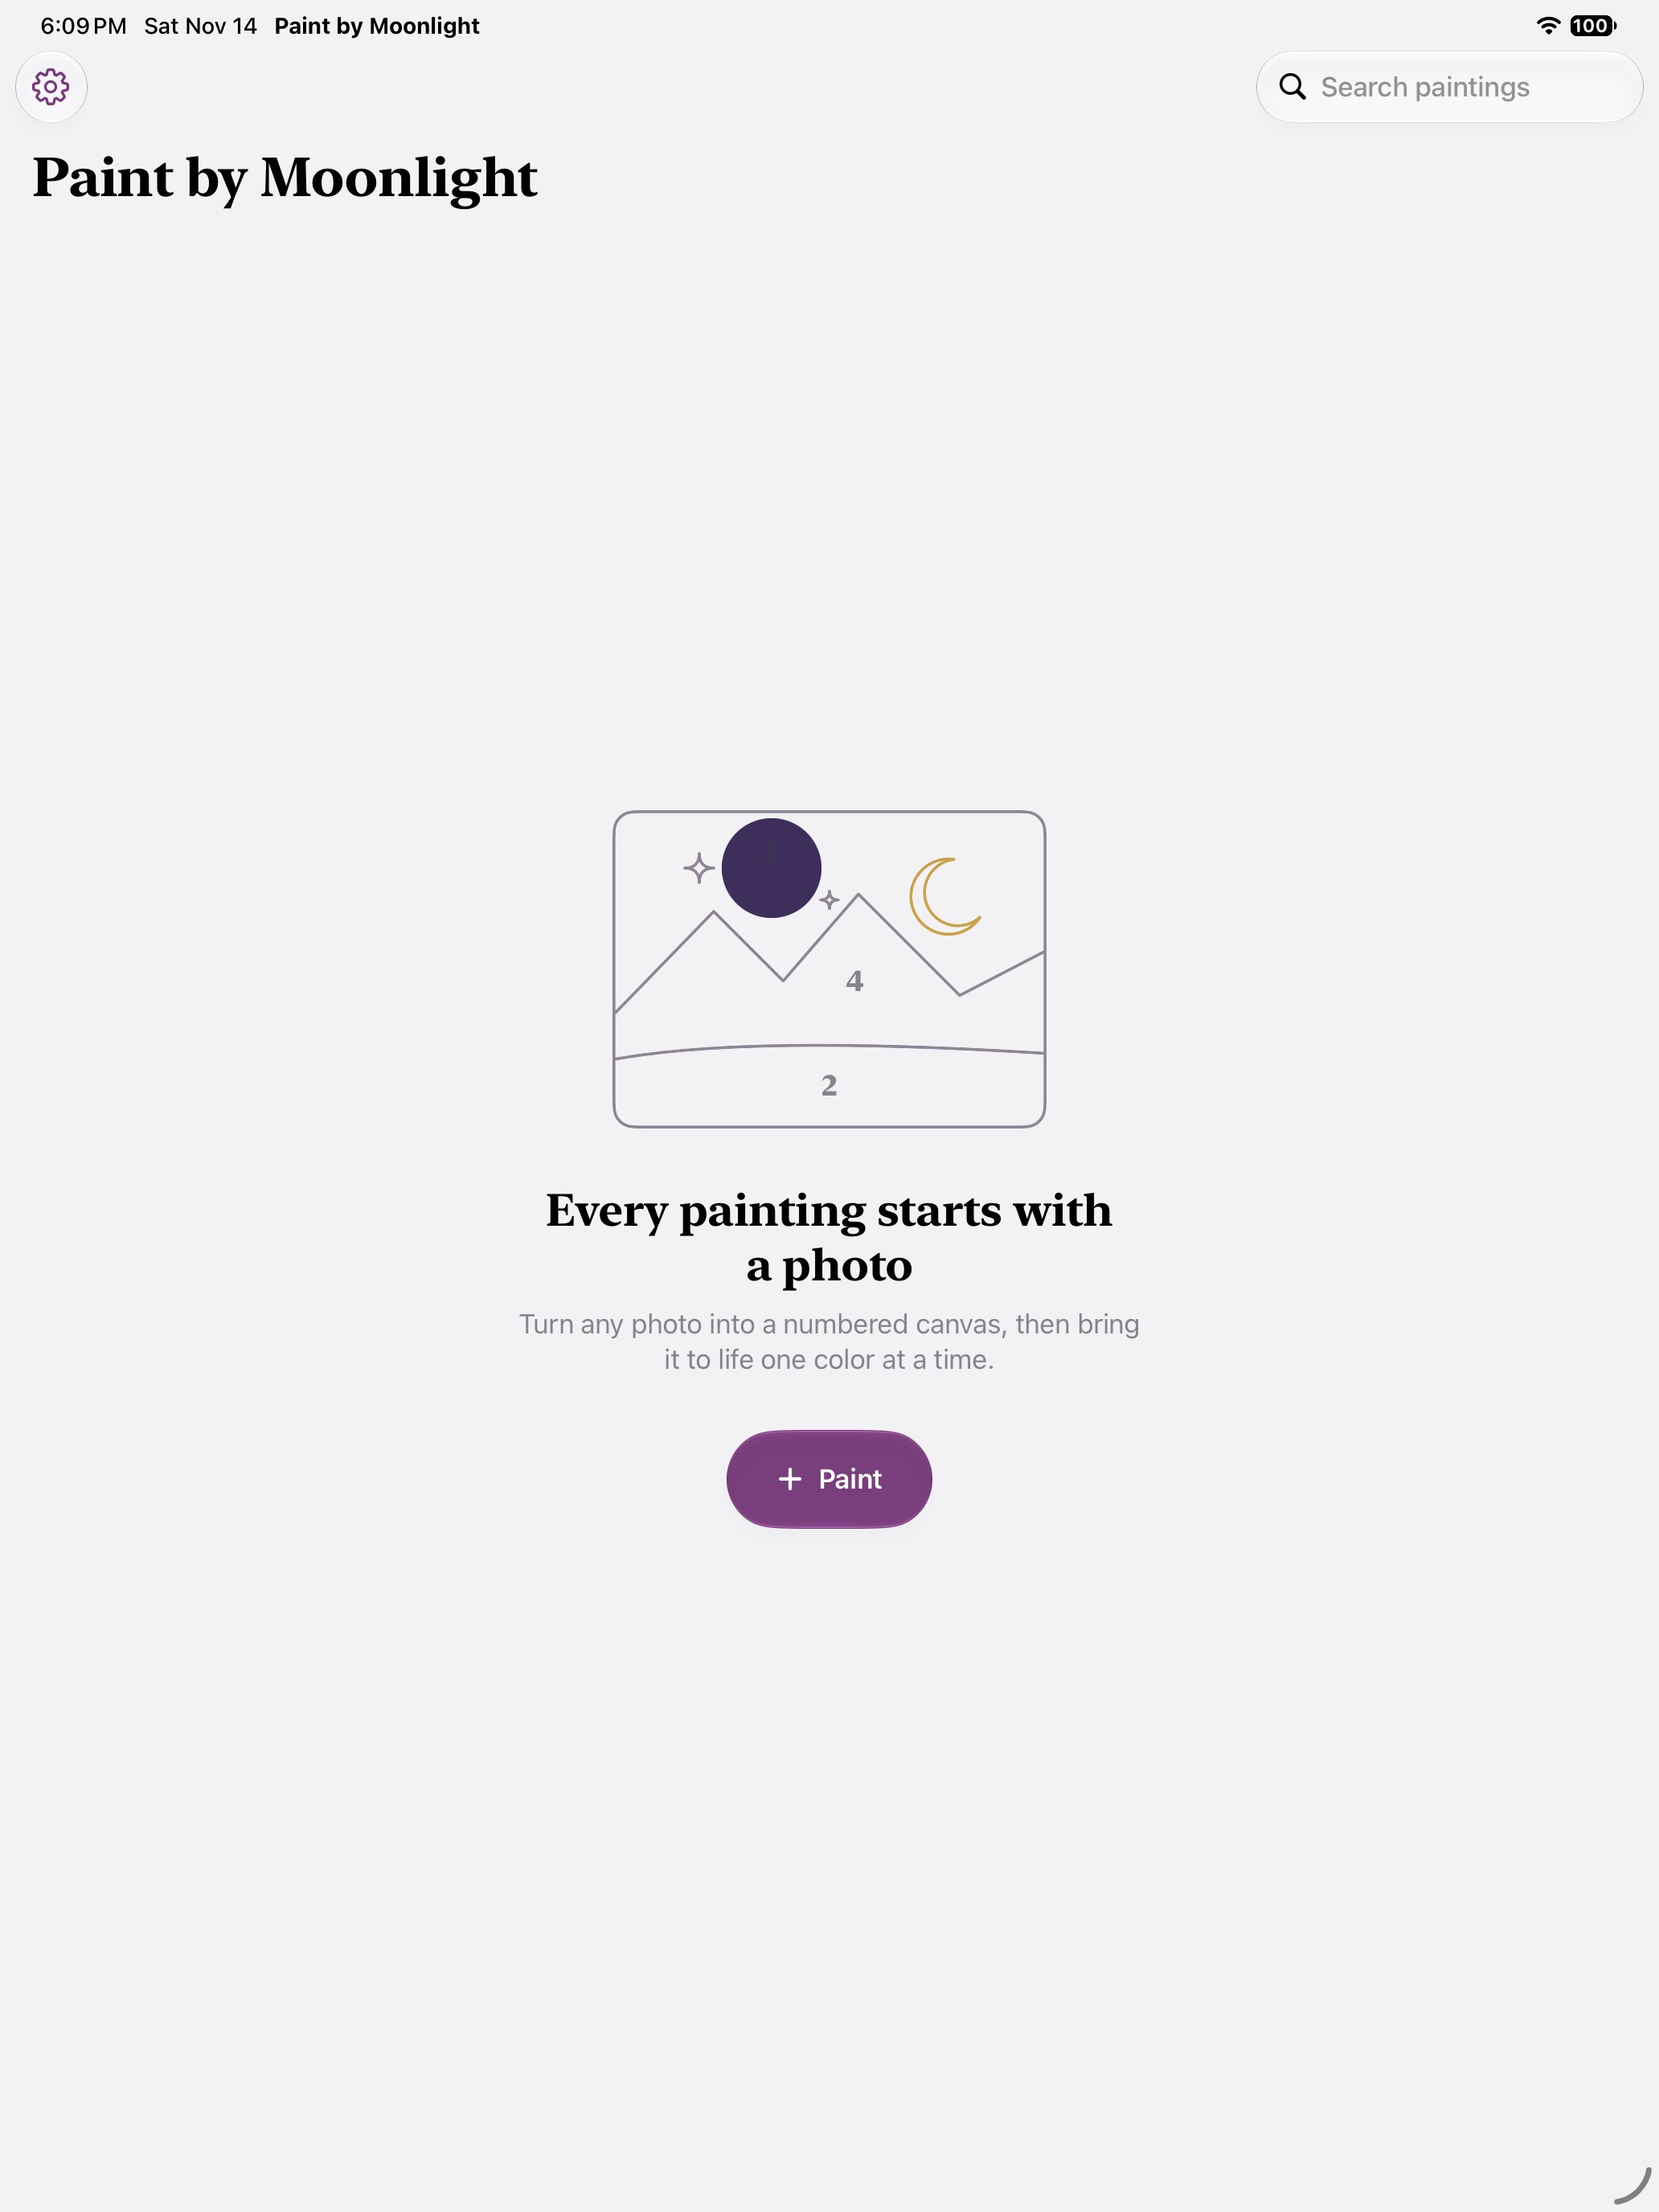 6:09 PM Sat Nov 14 Paint by Moonlight
100
Search paintings
Paint by Moonlight
1
4
2
Every painting starts with
a photo
Turn any photo into a numbered canvas, then bring
it to life one color at a time.
+ Paint